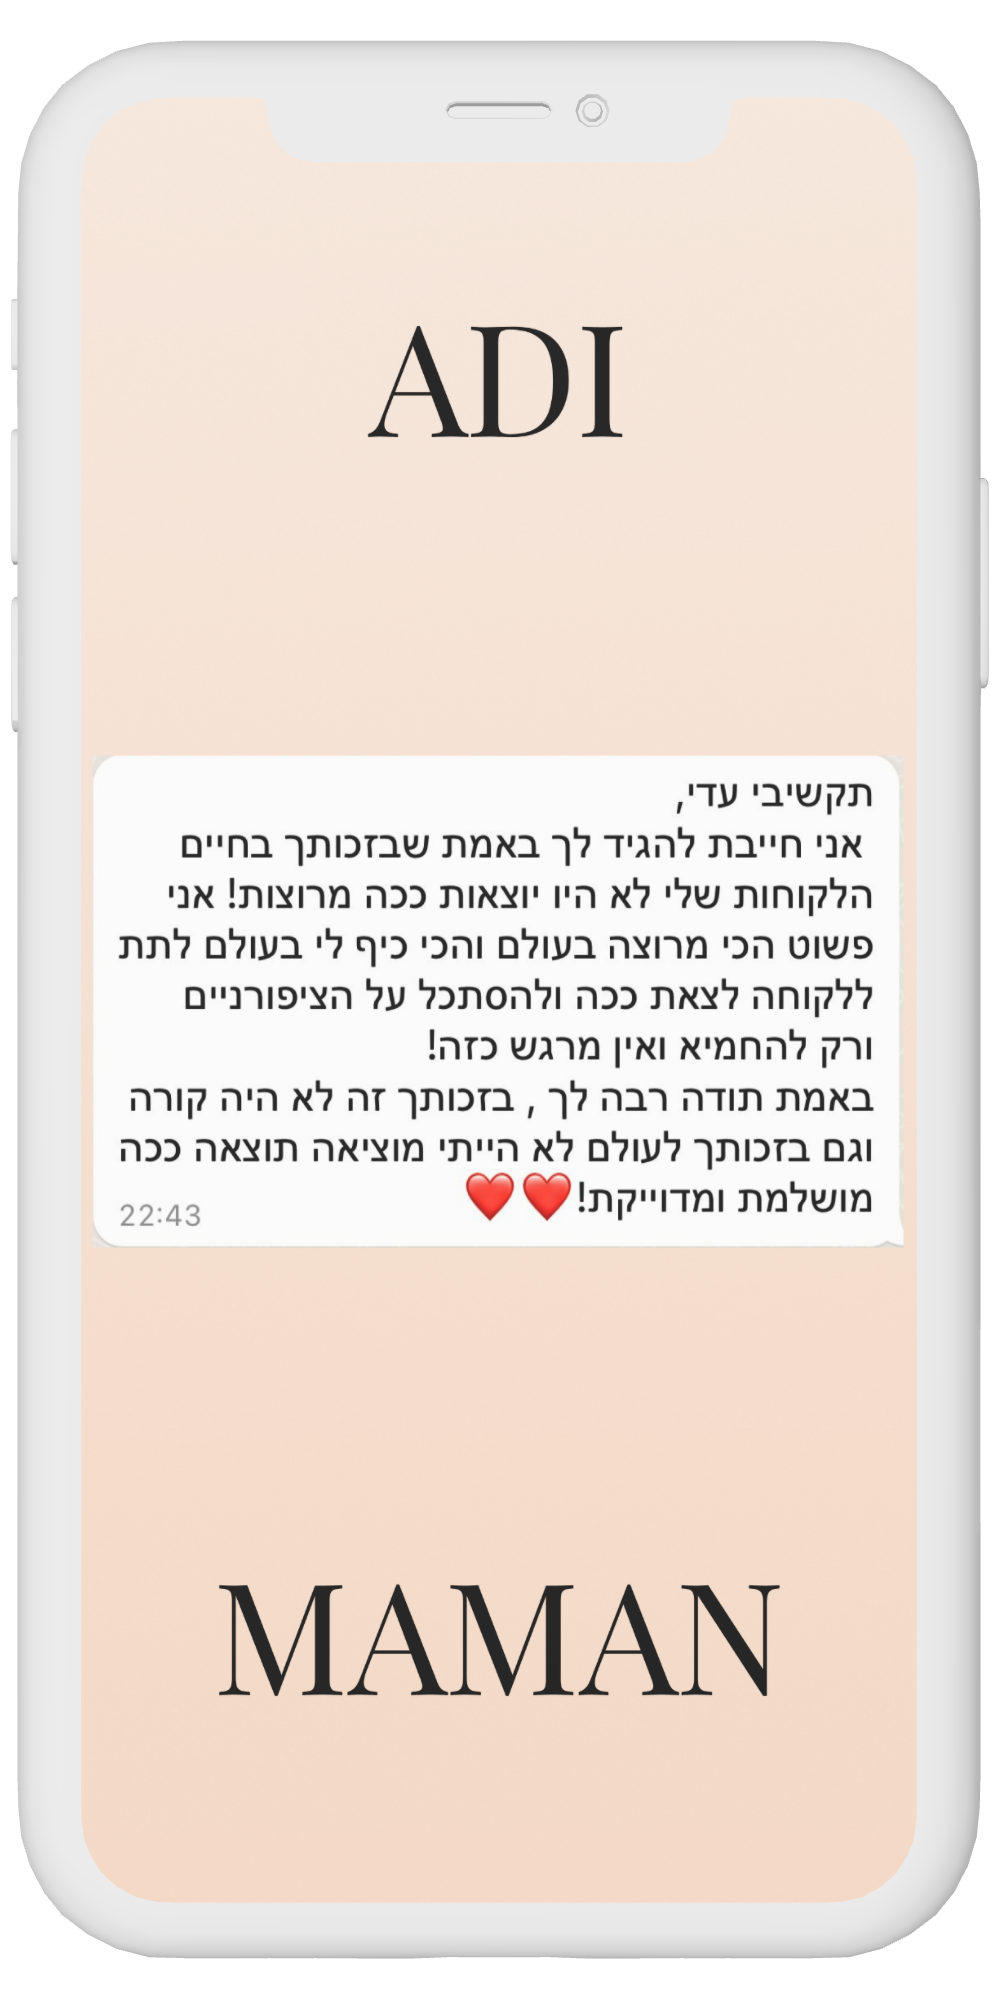 ADI
תקשיבי עדי,
אני חייבת להגיד לך באמת שבזכותך בחיים
הלקוחות שלי לא היו יוצאות ככה מרוצות! אני
פשוט הכי מרוצה בעולם והכי כיף לי בעולם לתת
ללקוחה לצאת ככה ולהסתכל על הציפורניים
ורק להחמיא ואין מרגש כזה!
באמת תודה רבה לך , בזכותך זה לא היה קורה
וגם בזכותך לעולם לא הייתי מוציאה תוצאה ככה
מושלמת ומדוייקת!❤️❤️
22:43
MAMAN